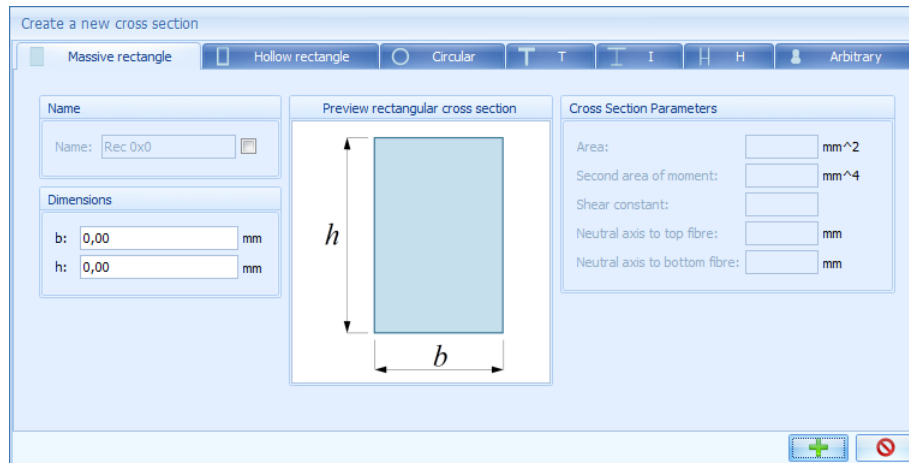 Create a new cross section
Massive rectangle Hollow rectangle Circular T I H Arbitrary
Name
Name: Rec 0x0
Dimensions
b: 0,00 mm
h: 0,00 mm
Preview rectangular cross section
h
b
Cross Section Parameters
Area: mm^2
Second area of moment: mm^4
Shear constant:
Neutral axis to top fibre: mm
Neutral axis to bottom fibre: mm